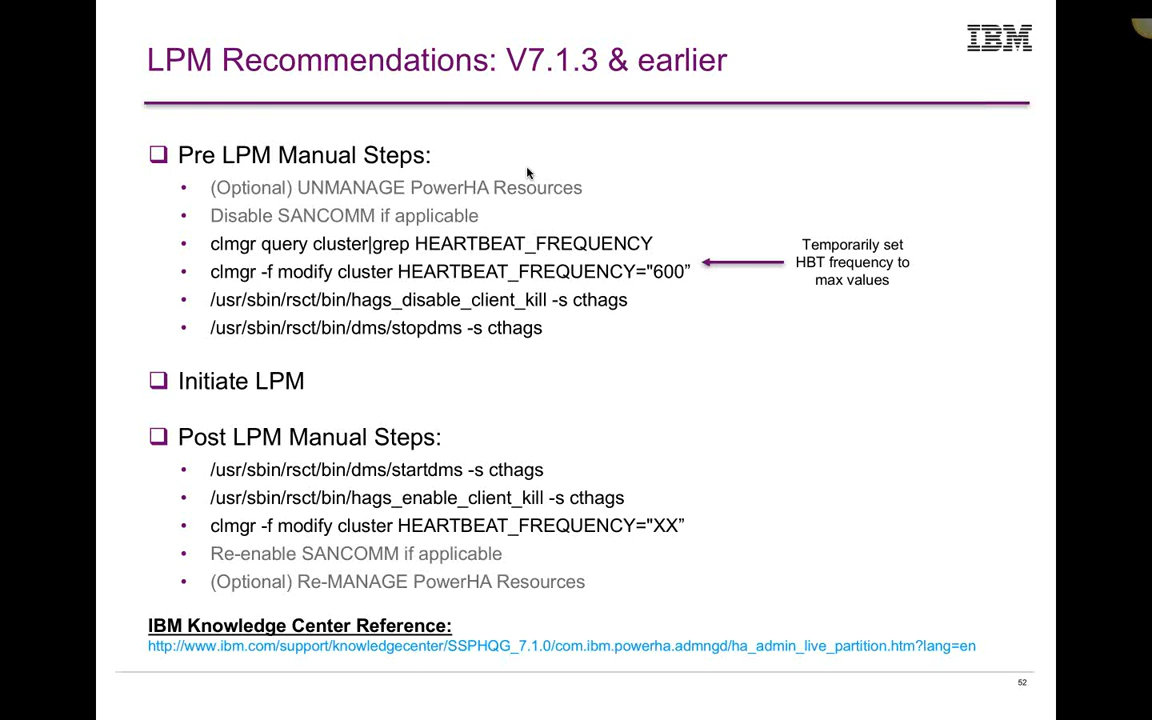 IBM
LPM Recommendations: V7.1.3 & earlier
Pre LPM Manual Steps:
(Optional) UNMANAGE PowerHA Resources
Disable SANCOMM if applicable
clmgr query cluster|grep HEARTBEAT_FREQUENCY
clmgr -f modify cluster HEARTBEAT_FREQUENCY="600”
/usr/sbin/rsct/bin/hags_disable_client_kill -s cthags
/usr/sbin/rsct/bin/dms/stopdms -s cthags
Temporarily set
HBT frequency to
max values
Initiate LPM
Post LPM Manual Steps:
/usr/sbin/rsct/bin/dms/startdms -s cthags
/usr/sbin/rsct/bin/hags_enable_client_kill -s cthags
clmgr -f modify cluster HEARTBEAT_FREQUENCY="XX”
Re-enable SANCOMM if applicable
(Optional) Re-MANAGE PowerHA Resources
IBM Knowledge Center Reference:
http://www.ibm.com/support/knowledgecenter/SSPHQG_7.1.0/com.ibm.powerha.admngd/ha_admin_live_partition.htm?lang=en
52